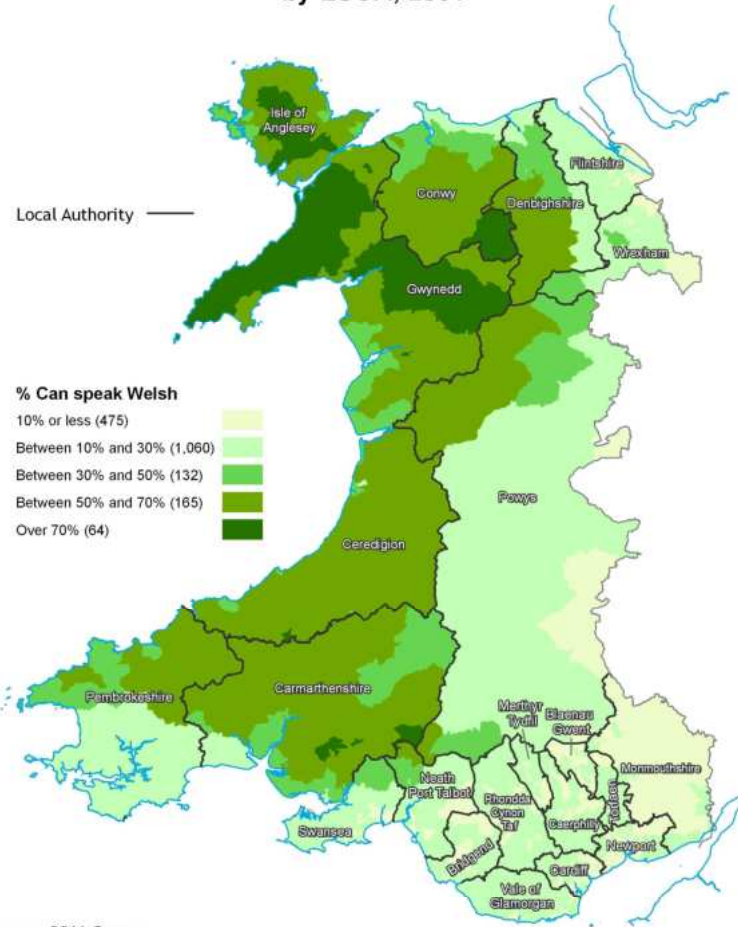 Isle of
Anglesey
Flintshire
Conwy
Denbighshire
Local Authority
Wrexham
Gwynedd
% Can speak Welsh
10% or less (475)
Between 10% and 30% (1,060)
Between 30% and 50% (132)
Between 50% and 70% (165)
Over 70% (64)
Powys
Ceredigion
Carmarthenshire
Pembrokeshire
Merthyr
Tydfil
Blaenau
Gwent
Monmouthshire
Neath
Port Talbot
Rhondda
Cynon
Taf
Caerphilly
Torfaen
Swansea
Bridgend
Newport
Cardiff
Vale of
Glamorgan